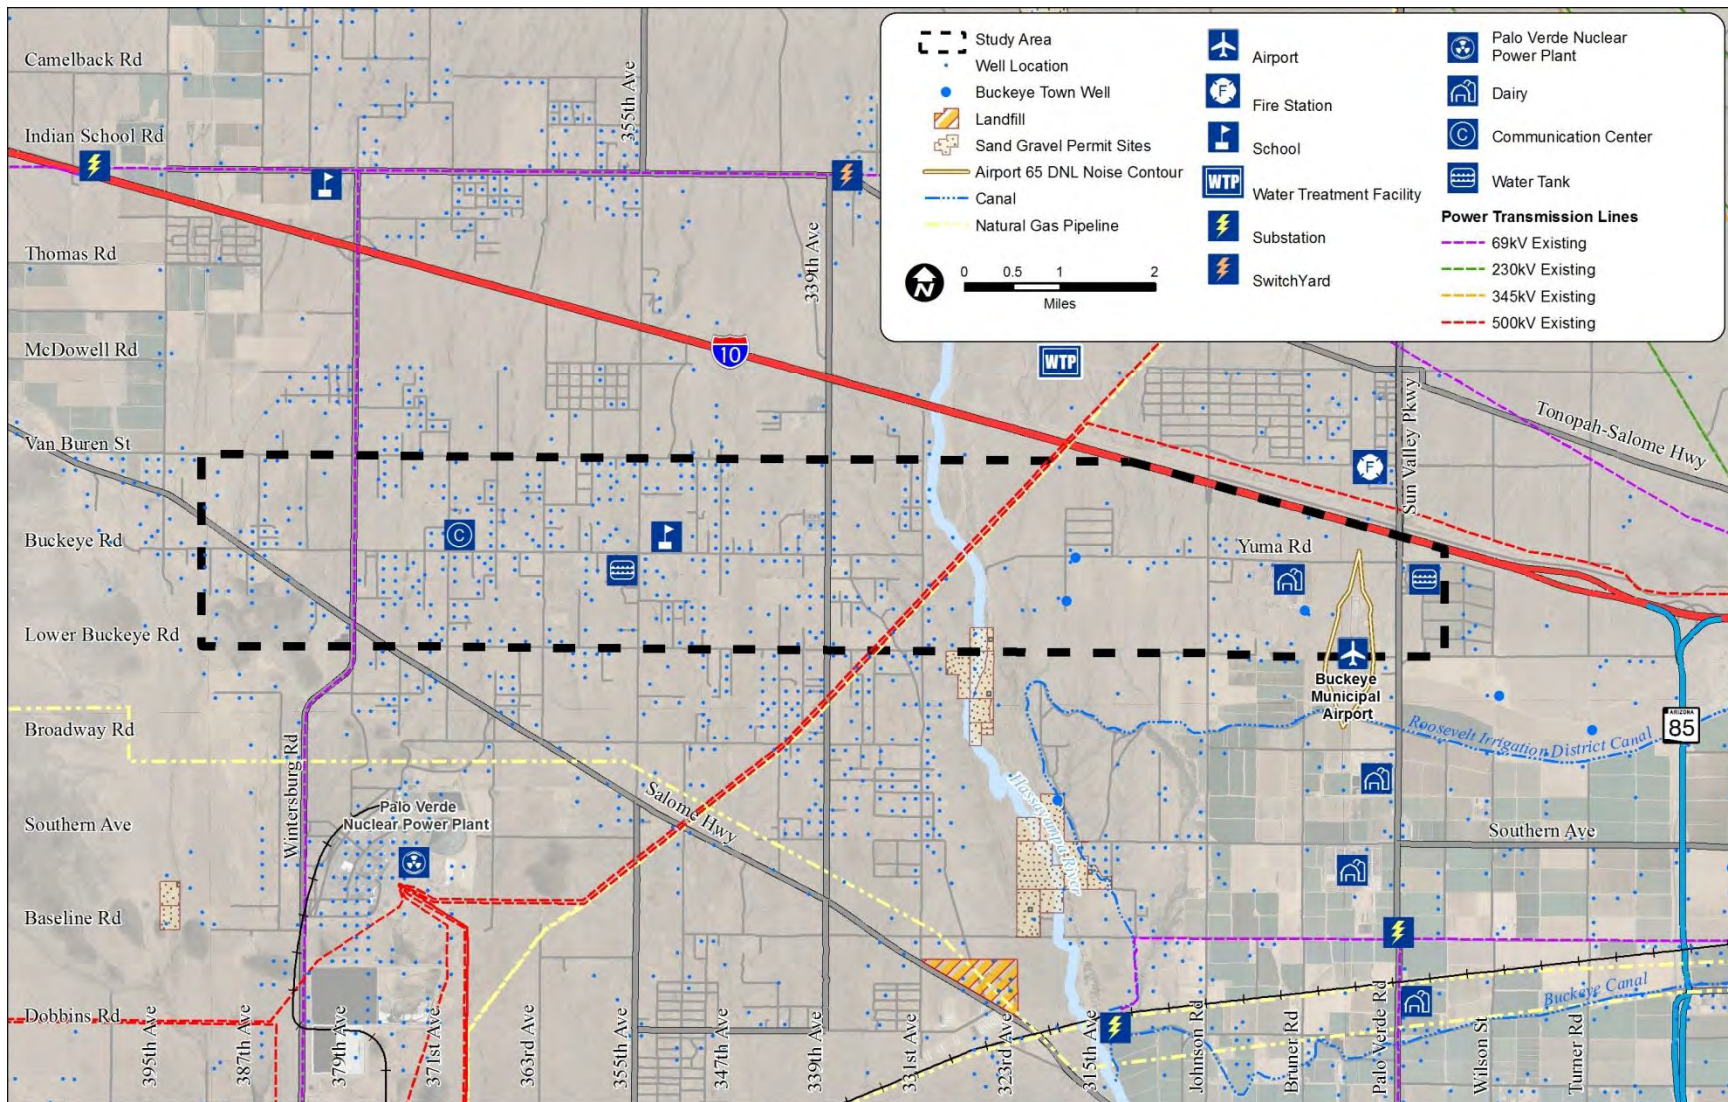 Camelback Rd
Indian School Rd
Thomas Rd
McDowell Rd
Van Buren St
Buckeye Rd
Lower Buckeye Rd
Broadway Rd
Southern Ave
Baseline Rd
Dobbins Rd
355th Ave
339th Ave
10
WTP
F
Sun Valley Pkwy
Tonopah-Salome Hwy
C
Yuma Rd
Buckeye
Municipal
Airport
Roosevelt Irrigation District Canal
ARIZONA
85
Wintersburg Rd
Palo Verde
Nuclear Power Plant
Salome Hwy
Hassayampa River
Southern Ave
Buckeye Canal
395th Ave
387th Ave
379th Ave
371st Ave
363rd Ave
355th Ave
347th Ave
339th Ave
331st Ave
323rd Ave
315th Ave
Johnson Rd
Bruner Rd
Palo Verde Rd
Wilson St
Turner Rd
Study Area
Well Location
Buckeye Town Well
Landfill
Sand Gravel Permit Sites
Airport 65 DNL Noise Contour
Canal
Natural Gas Pipeline
N
0 0.5 1 2
Miles
Airport
F
Fire Station
School
WTP
Water Treatment Facility
Substation
SwitchYard
Palo Verde Nuclear
Power Plant
Dairy
C
Communication Center
Water Tank
Power Transmission Lines
69kV Existing
230kV Existing
345kV Existing
500kV Existing